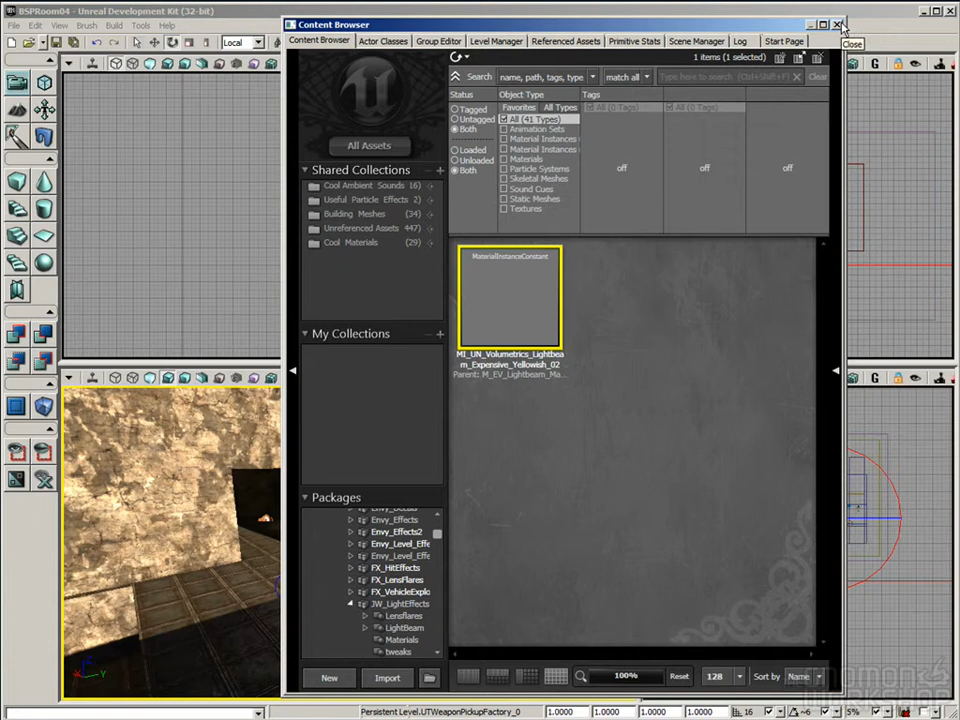 BSPRoom04 - Unreal Development Kit (32-bit)
File Edit View Brush Build Tools Help
Local
Content Browser
Close
Content Browser Actor Classes Group Editor Level Manager Referenced Assets Primitive Stats Scene Manager Log Start Page
1 items (1 selected)
Search name, path, tags, type match all Type here to search (Ctrl+Shift+F) Clear
Status Object Type Tags
Tagged
Untagged
Both
Loaded
Unloaded
Both
Favorites All Types
All (41 Types)
Animation Sets
Material Instances
Material Instances
Materials
Particle Systems
Skeletal Meshes
Sound Cues
Static Meshes
Textures
All (0 Tags) All (0 Tags)
off off off
All Assets
Shared Collections
Cool Ambient Sounds 16)
Useful Particle Effects 2)
Building Meshes (34)
Unreferenced Assets 447)
Cool Materials (29)
My Collections
Packages
Envy_Effects
Envy_Effects2
Envy_Level_Effe
Envy_Level_Effe
FX_HitEffects
FX_LensFlares
FX_VehicleExplo
JW_LightEffects
Lensflares
LightBeam
Materials
tweaks
New Import
MaterialInstanceConstant
MI_UN_Volumetrics_Lightbea
m_Expensive_Yellowish_02
Parent: M_EV_Lightbeam_Ma...
100% Reset 128 Sort by Name
G
G
X Y Z
Persistent Level.UTWeaponPickupFactory_0 1.0000 1.0000 1.0000 1.0000 16 ~6 5%
GNOMON
WORKSHOP